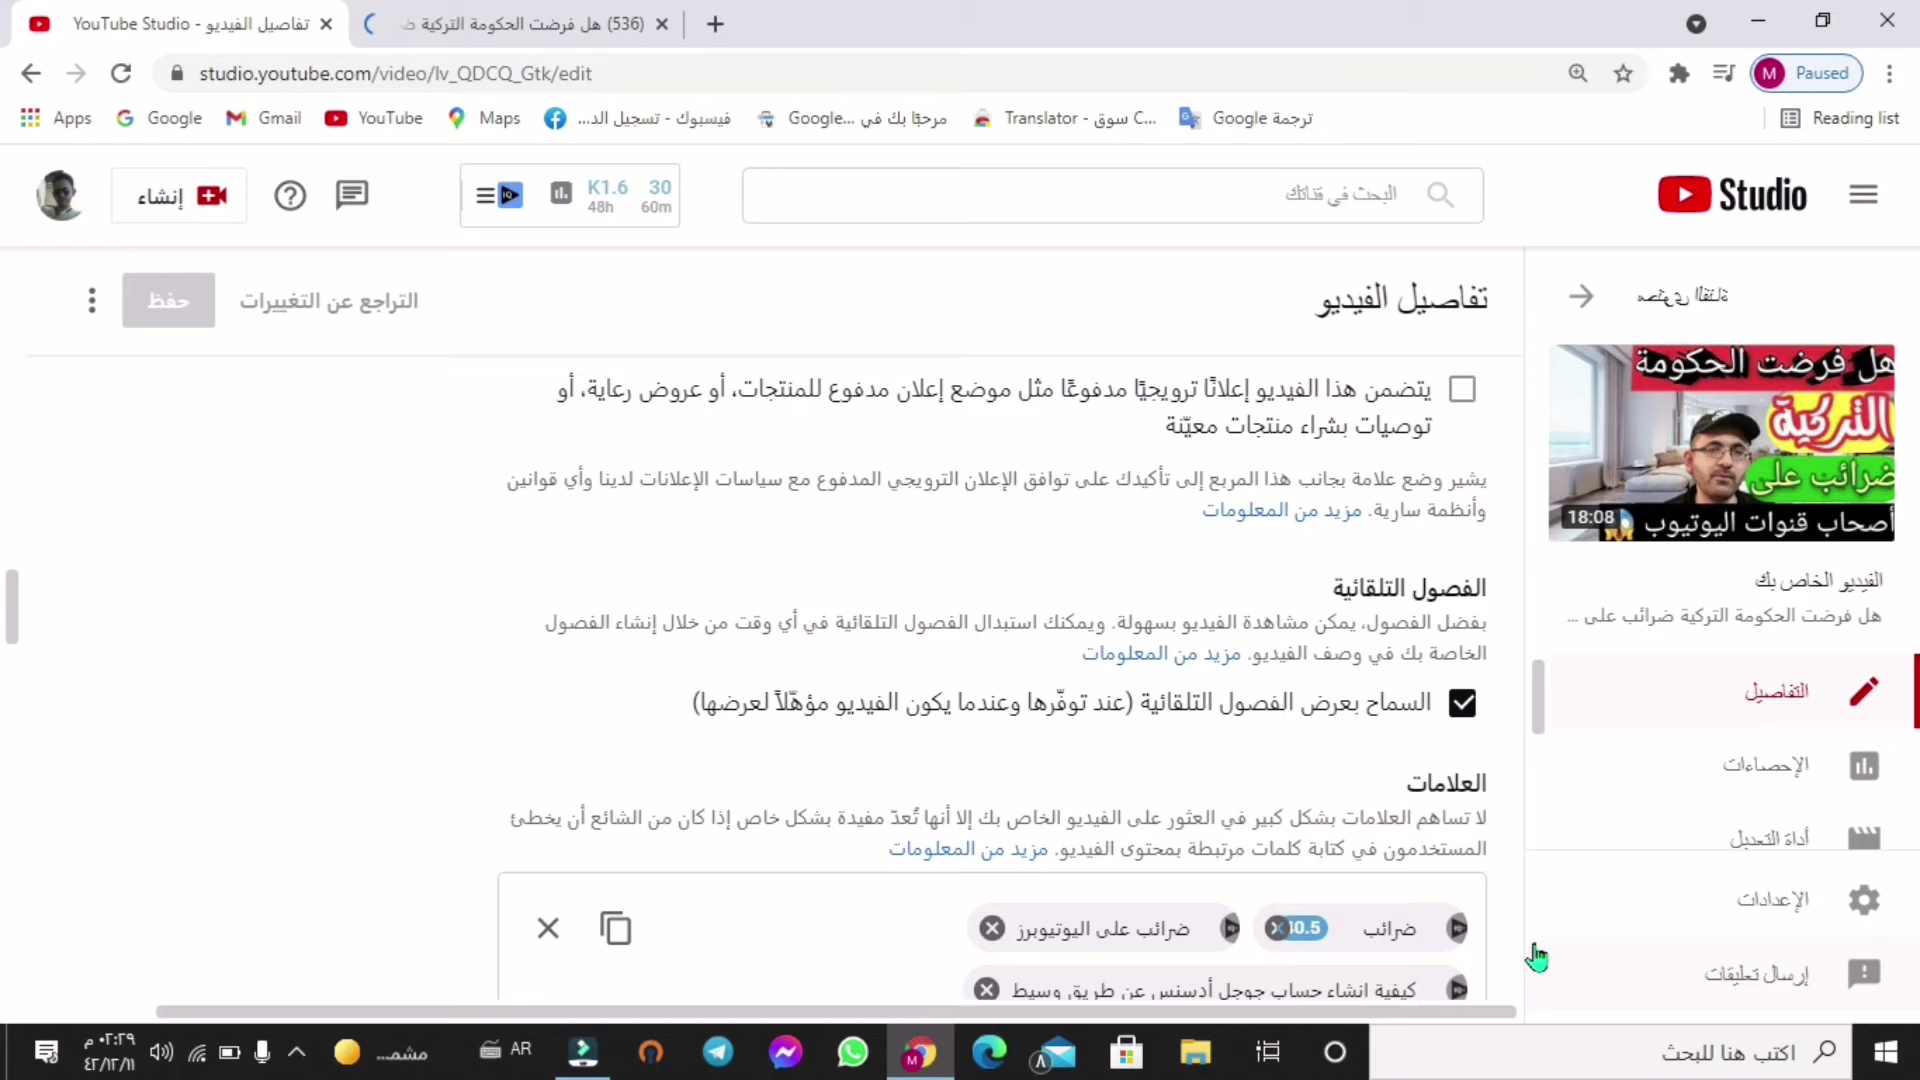 YouTube Studio - تفاصيل الفيديو
(536) هل فرضت الحكومة التركية ض
studio.youtube.com/video/lv_QDCQ_Gtk/edit
M Paused
Apps Google Gmail YouTube Maps فيسبوك - تسجيل الد... مرحبًا بك في Google... Translator - سوق C... ترجمة Google Reading list
إنشاء
K1.6 30
48h 60m
البحث في قناتك
Studio
حفظ
التراجع عن التغييرات
تفاصيل الفيديو
محتوى القناة
يتضمن هذا الفيديو إعلانًا ترويجيًا مدفوعًا مثل موضع إعلان مدفوع للمنتجات، أو عروض رعاية، أو
توصيات بشراء منتجات معيّنة
يشير وضع علامة بجانب هذا المربع إلى تأكيدك على توافق الإعلان الترويجي المدفوع مع سياسات الإعلانات لدينا وأي قوانين
وأنظمة سارية. مزيد من المعلومات
الفصول التلقائية
بفضل الفصول، يمكن مشاهدة الفيديو بسهولة. ويمكنك استبدال الفصول التلقائية في أي وقت من خلال إنشاء الفصول
الخاصة بك في وصف الفيديو. مزيد من المعلومات
السماح بعرض الفصول التلقائية (عند توفّرها وعندما يكون الفيديو مؤهّلاً لعرضها)
العلامات
لا تساهم العلامات بشكل كبير في العثور على الفيديو الخاص بك إلا أنها تُعدّ مفيدة بشكل خاص إذا كان من الشائع أن يخطئ
المستخدمون في كتابة كلمات مرتبطة بمحتوى الفيديو. مزيد من المعلومات
ضرائب
ضرائب على اليوتيوبرز
كيفية انشاء حساب جوجل أدسنس عن طريق وسيط
هل فرضت الحكومة
التركية
ضرائب على
أصحاب قنوات اليوتيوب
18:08
الفيديو الخاص بك
هل فرضت الحكومة التركية ضرائب على ...
التفاصيل
الإحصاءات
أداة التعديل
الإعدادات
إرسال تعليقات
٠٢:٢٩ م
٤٢/١٢/١١
مشمـ...
AR
M
اكتب هنا للبحث